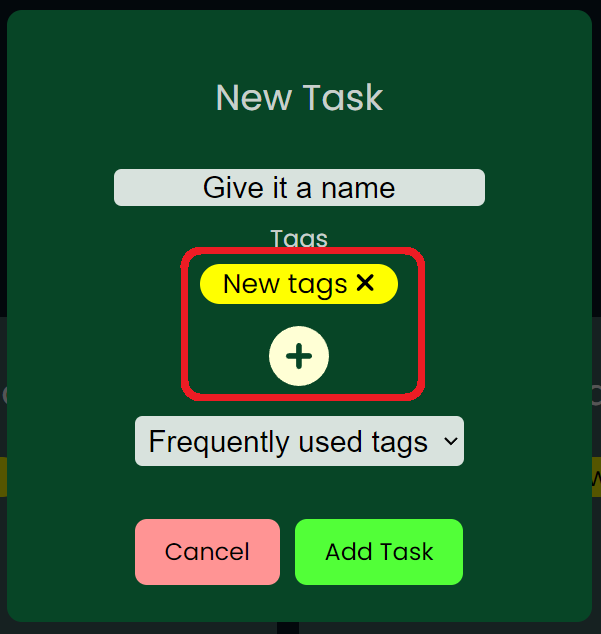 New Task
Give it a name
Tags
New tags ×
+
Frequently used tags
Cancel
Add Task